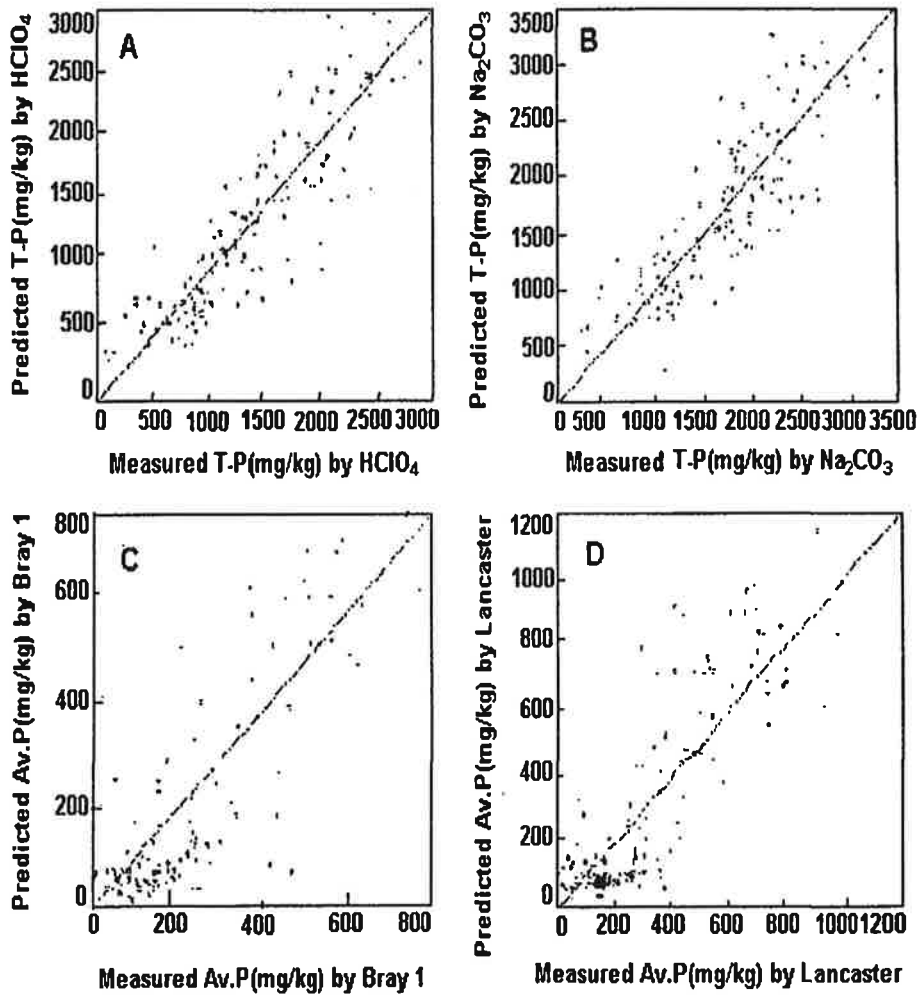 A
Predicted T-P(mg/kg) by HClO4
3000
2500
2000
1500
1000
500
0
0 500 1000 1500 2000 2500 3000
Measured T-P(mg/kg) by HClO4
B
Predicted T-P(mg/kg) by Na2CO3
3500
3000
2500
2000
1500
1000
500
0
0 500 1000 1500 2000 2500 3000 3500
Measured T-P(mg/kg) by Na2CO3
C
Predicted Av.P(mg/kg) by Bray 1
800
600
400
200
0
0 200 400 600 800
Measured Av.P(mg/kg) by Bray 1
D
Predicted Av.P(mg/kg) by Lancaster
1200
1000
800
600
400
200
0
0 200 400 600 800 1000 1200
Measured Av.P(mg/kg) by Lancaster